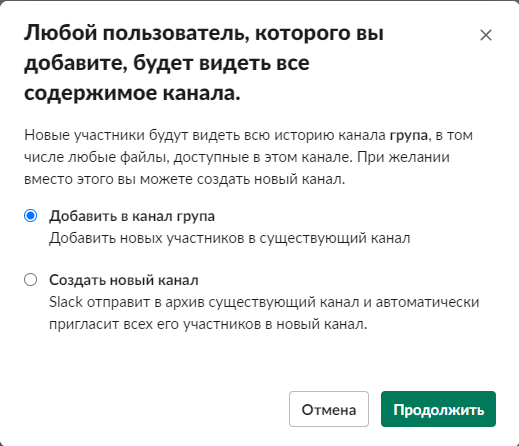 Любой пользователь, которого вы
добавите, будет видеть все
содержимое канала.
Новые участники будут видеть всю историю канала група, в том
числе любые файлы, доступные в этом канале. При желании
вместо этого вы можете создать новый канал.
Добавить в канал група
Добавить новых участников в существующий канал
Создать новый канал
Slack отправит в архив существующий канал и автоматически
пригласит всех его участников в новый канал.
Отмена
Продолжить